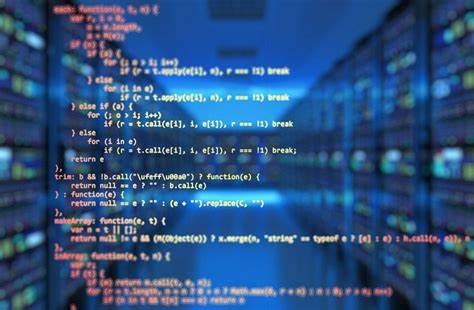 each: function(e, t, n) {
var r, i = 0,
o = e.length,
a = M(e);
if (n) {
if (a) {
for (; o > i; i++)
if (r = t.apply(e[i], n), r === !1) break
} else
for (i in e)
if (r = t.apply(e[i], n), r === !1) break
} else if (a) {
for (; o > i; i++)
if (r = t.call(e[i], i, e[i]), r === !1) break
} else
for (i in e)
if (r = t.call(e[i], i, e[i]), r === !1) break;
return e
},
trim: b && !b.call("\ufeff\u00a0") ? function(e) {
return null == e ? "" : b.call(e)
} : function(e) {
return null == e ? "" : (e + "").replace(C, "")
},
makeArray: function(e, t) {
var n = t || [];
return null != e && (M(Object(e)) ? x.merge(n, "string" == typeof e ? [e] : e) : h.call(n, e)),
},
inArray: function(e, t, n) {
var r;
if (t) {
if (m) return m.call(t, e, n);
for (r = t.length, n = n ? 0 > n ? Math.max(0, r + n) : n : 0; r > n; n++)
if (n in t && t[n] === e) return n